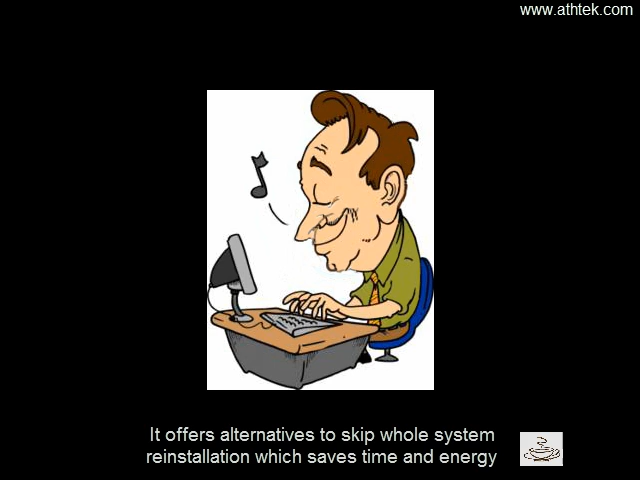 www.athtek.com
It offers alternatives to skip whole system
reinstallation which saves time and energy